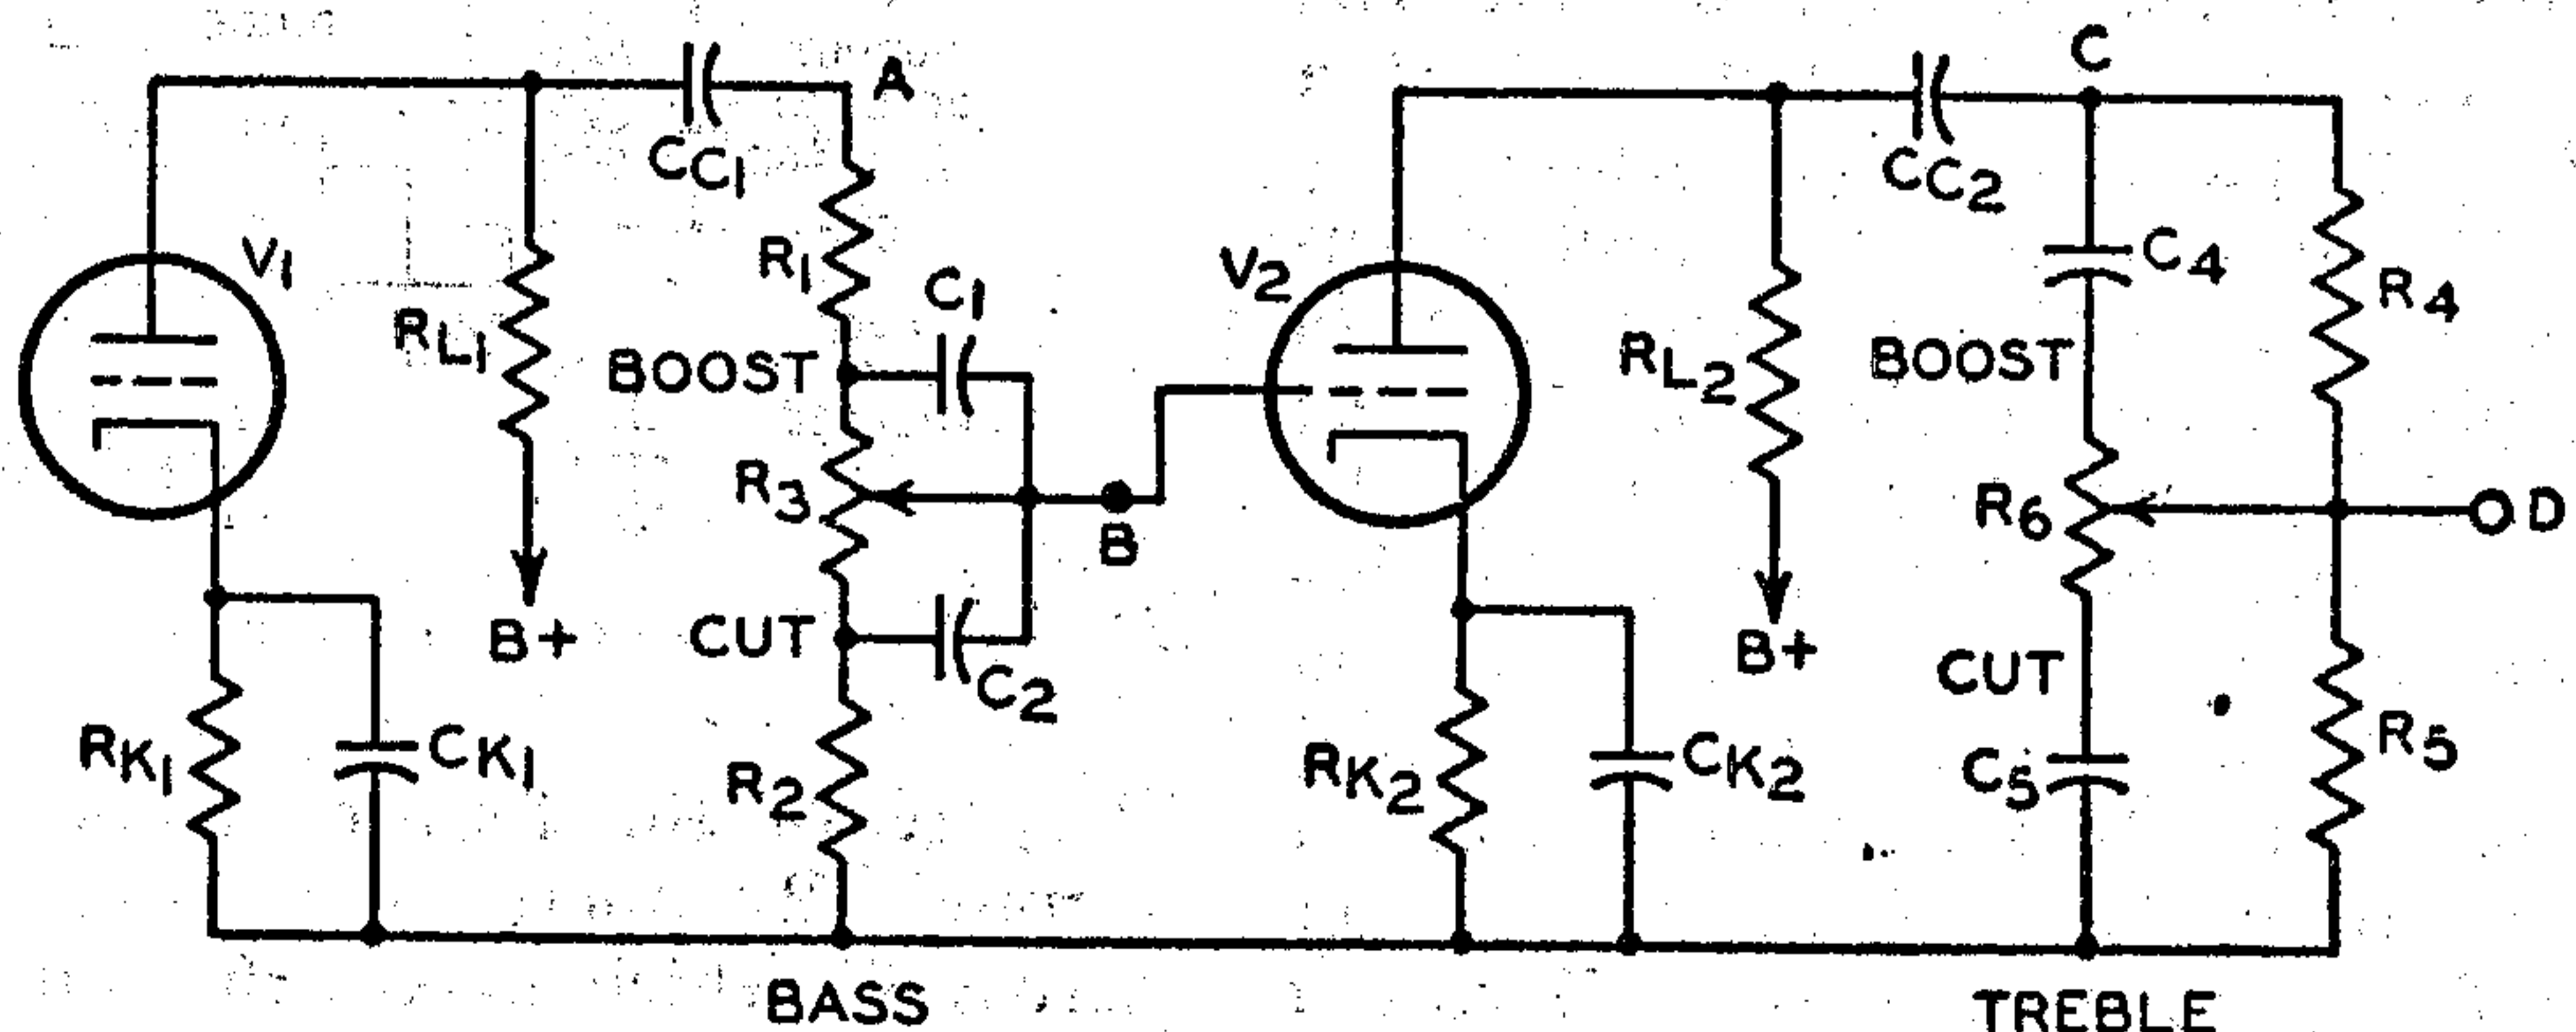 C
A
CC1
CC2
V1
R1
C1
V2
C4
R4
RL1
BOOST
RL2
BOOST
R3
R6
D
B
B+
CUT
B+
CUT
C2
RK1
CK1
R2
RK2
CK2
C5
R5
BASS
TREBLE